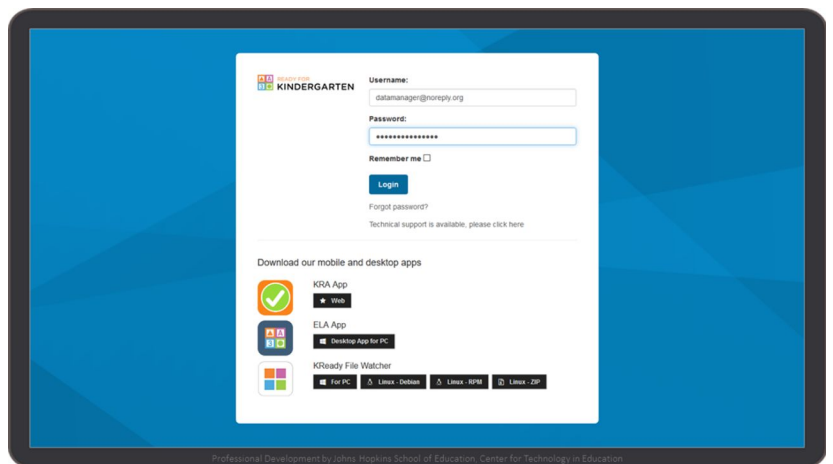 READY FOR
KINDERGARTEN
Username:
datamanager@noreply.org
Password:
•••••••••••••••
Remember me
Login
Forgot password?
Technical support is available, please click here
Download our mobile and desktop apps
KRA App
Web
ELA App
Desktop App for PC
KReady File Watcher
For PC Linux - Debian Linux - RPM Linux - ZIP
Professional Development by Johns Hopkins School of Education, Center for Technology in Education